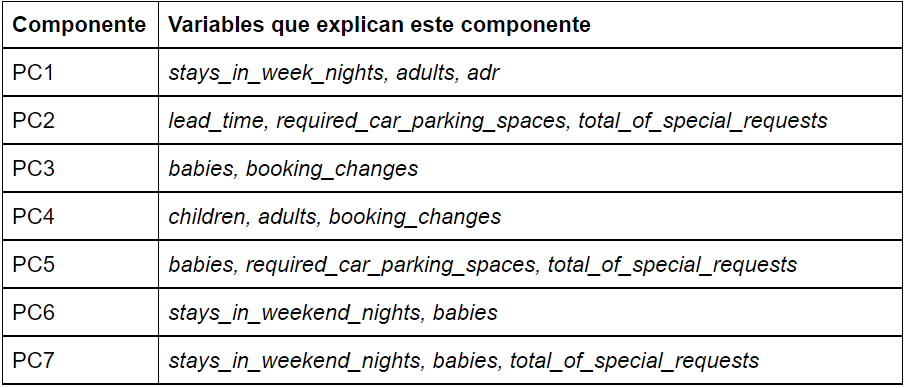 Componente Variables que explican este componente
PC1 stays_in_week_nights, adults, adr
PC2 lead_time, required_car_parking_spaces, total_of_special_requests
PC3 babies, booking_changes
PC4 children, adults, booking_changes
PC5 babies, required_car_parking_spaces, total_of_special_requests
PC6 stays_in_weekend_nights, babies
PC7 stays_in_weekend_nights, babies, total_of_special_requests